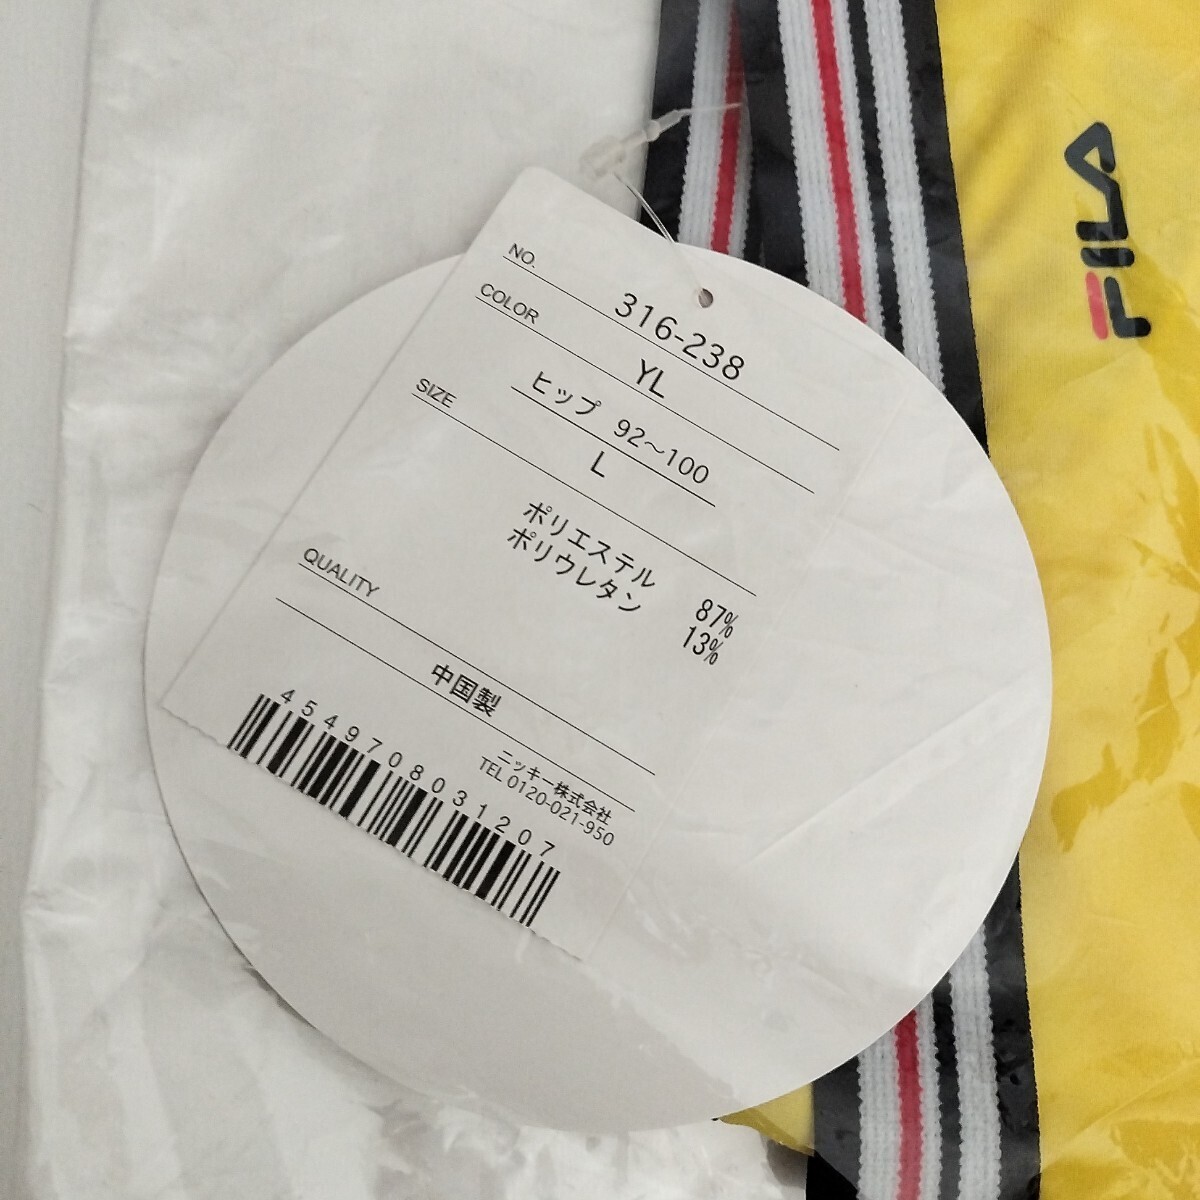 NO. 316-238
COLOR YL
ヒップ 92～100
SIZE L
ポリエステル 87%
ポリウレタン 13%
QUALITY
中国製
ニッキー株式会社
TEL 0120-021-950
4549708031207
FILA